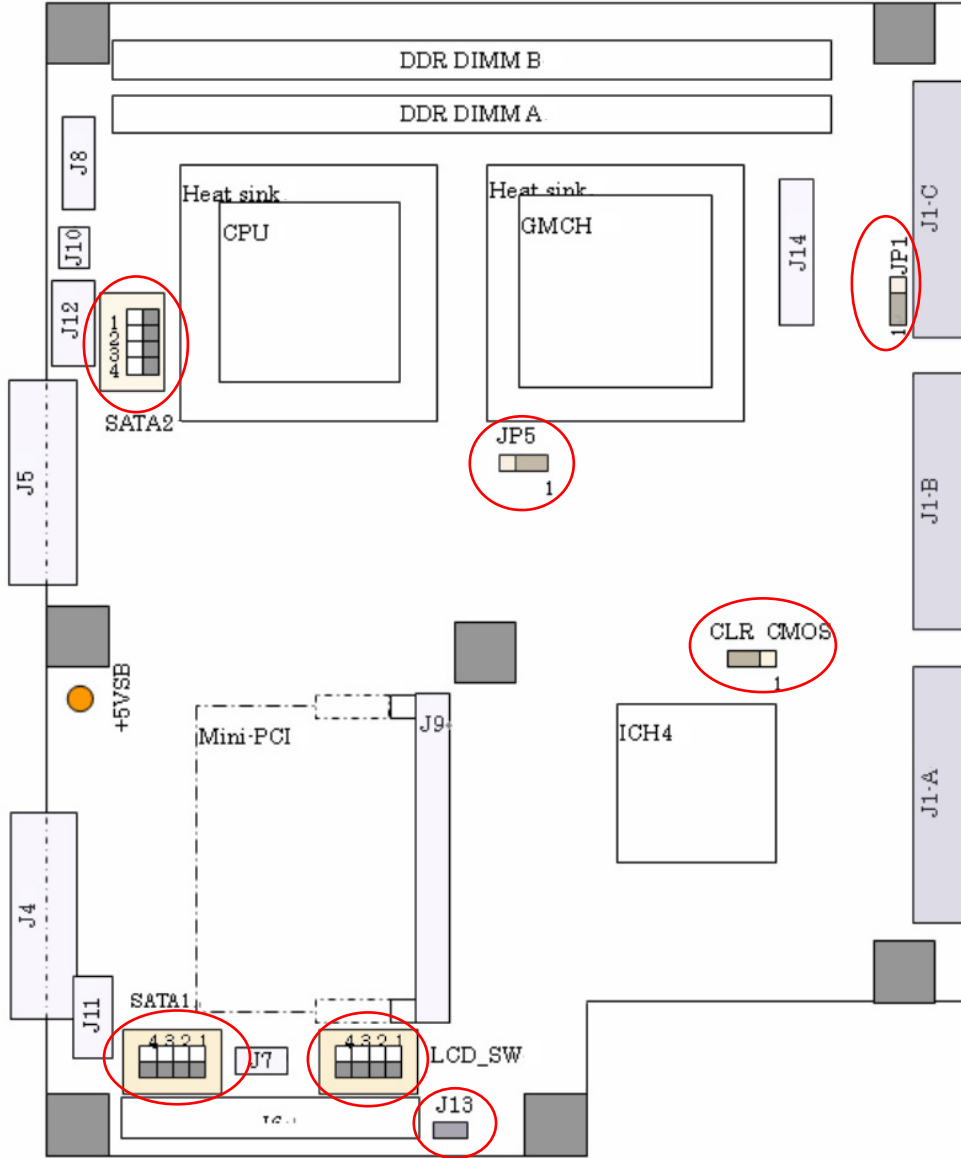 DDR DIMM B
DDR DIMM A
J8
J10
J12
Heat sink
CPU
Heat sink
GMCH
J14
JP1
1
J1-C
1
2
3
4
SATA2
JP5
1
J5
J1-B
CLR CMOS
1
+5VSB
Mini-PCI
J9
ICH4
J1-A
J4
J11
SATA1
4 3 2 1
J7
4 3 2 1
LCD_SW
J13